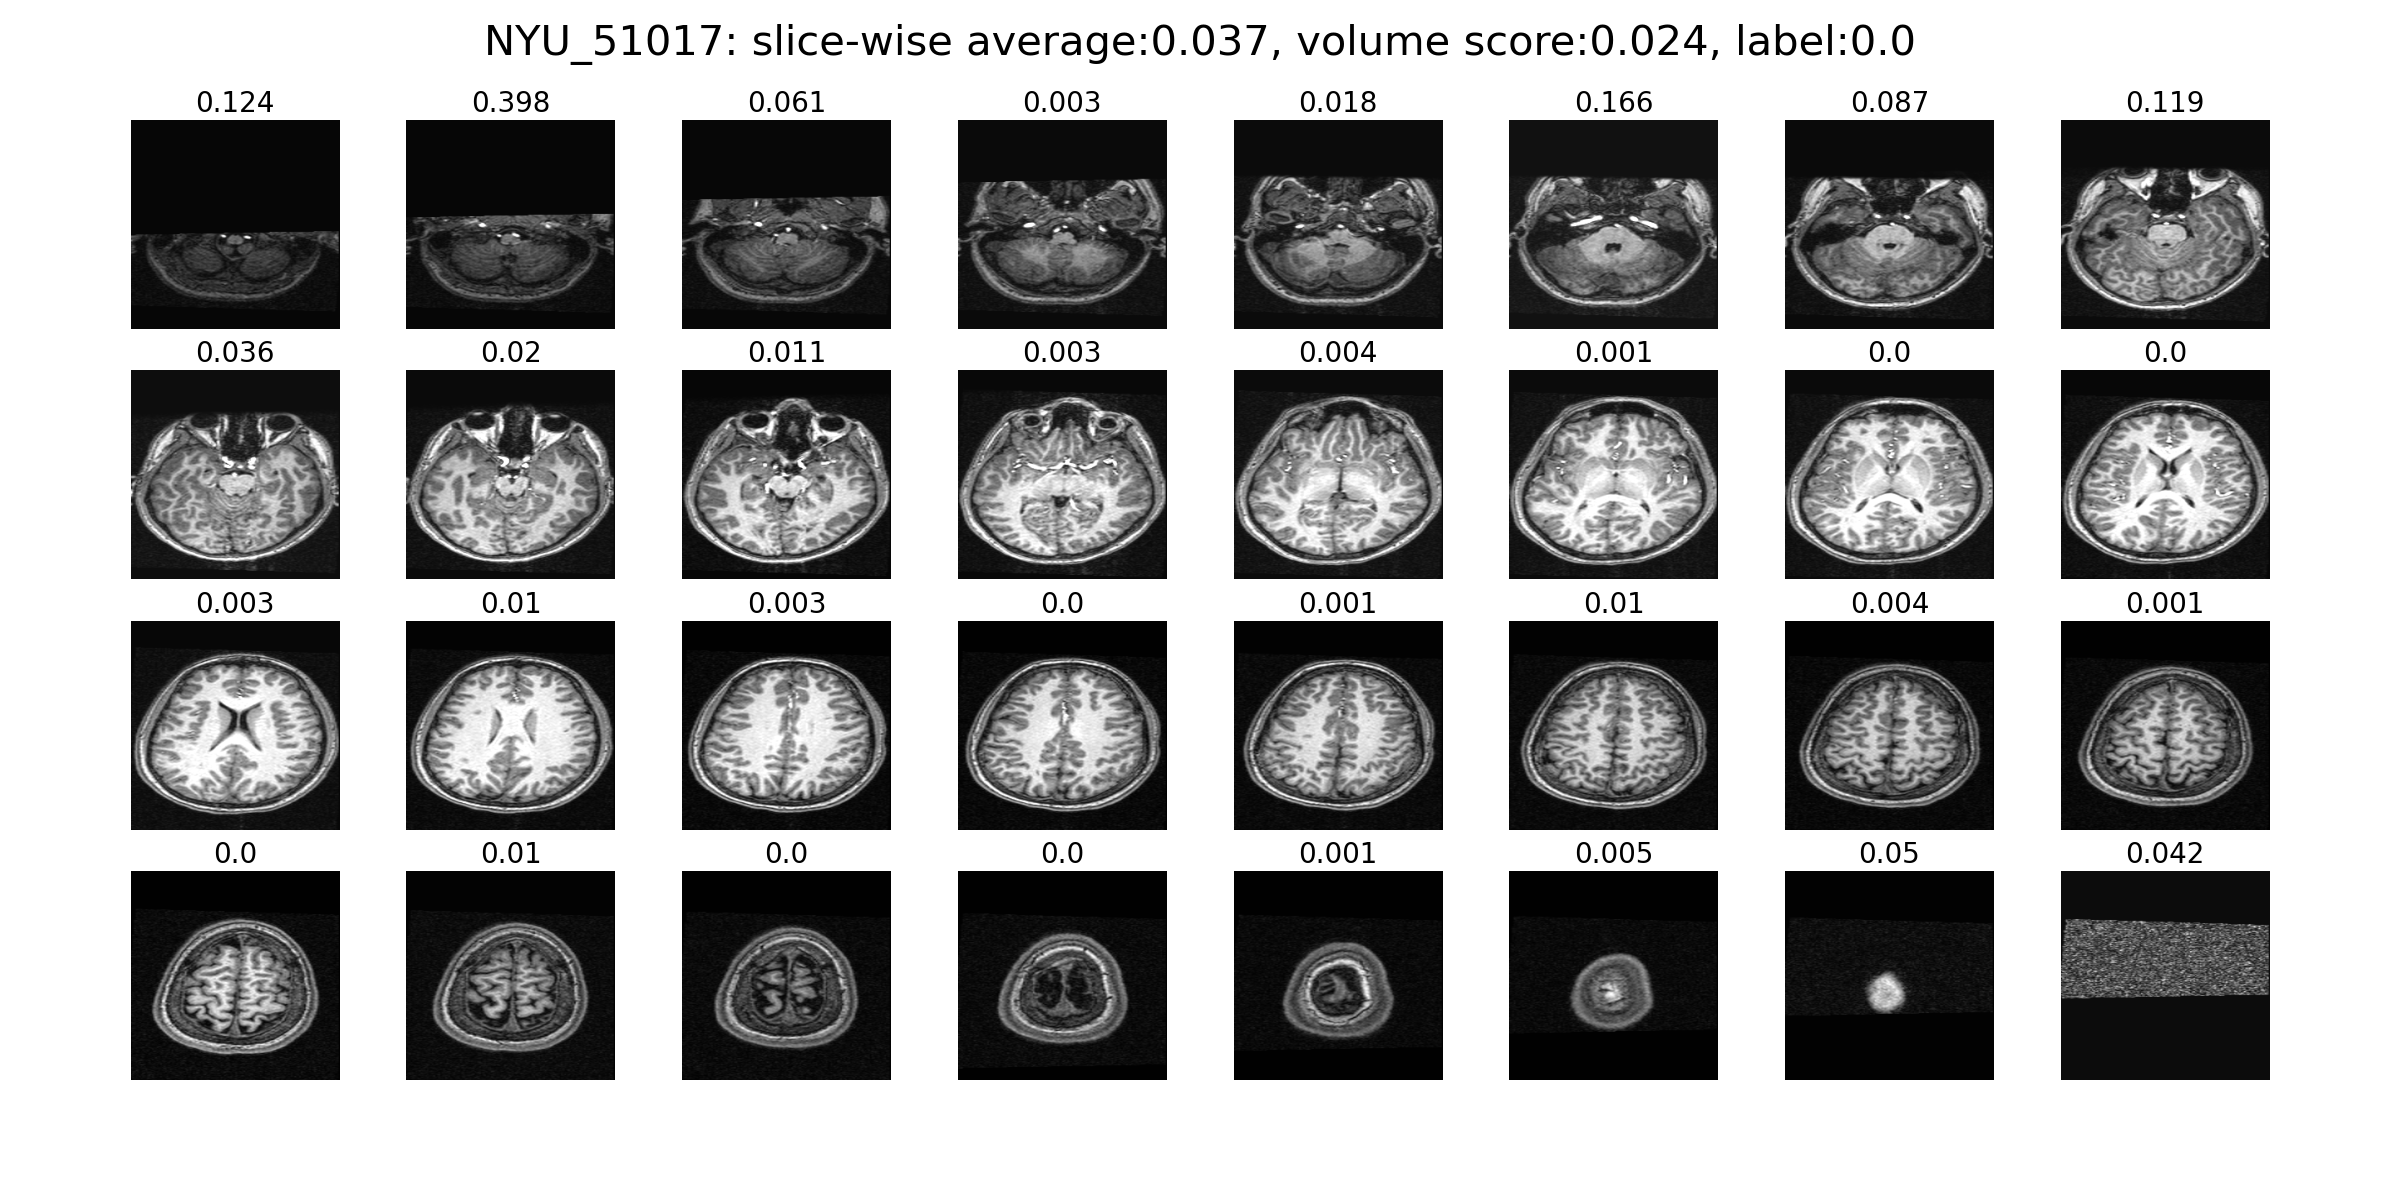 NYU_51017: slice-wise average:0.037, volume score:0.024, label:0.0
0.124 0.398 0.061 0.003 0.018 0.166 0.087 0.119
0.036 0.02 0.011 0.003 0.004 0.001 0.0 0.0
0.003 0.01 0.003 0.0 0.001 0.01 0.004 0.001
0.0 0.01 0.0 0.0 0.001 0.005 0.05 0.042